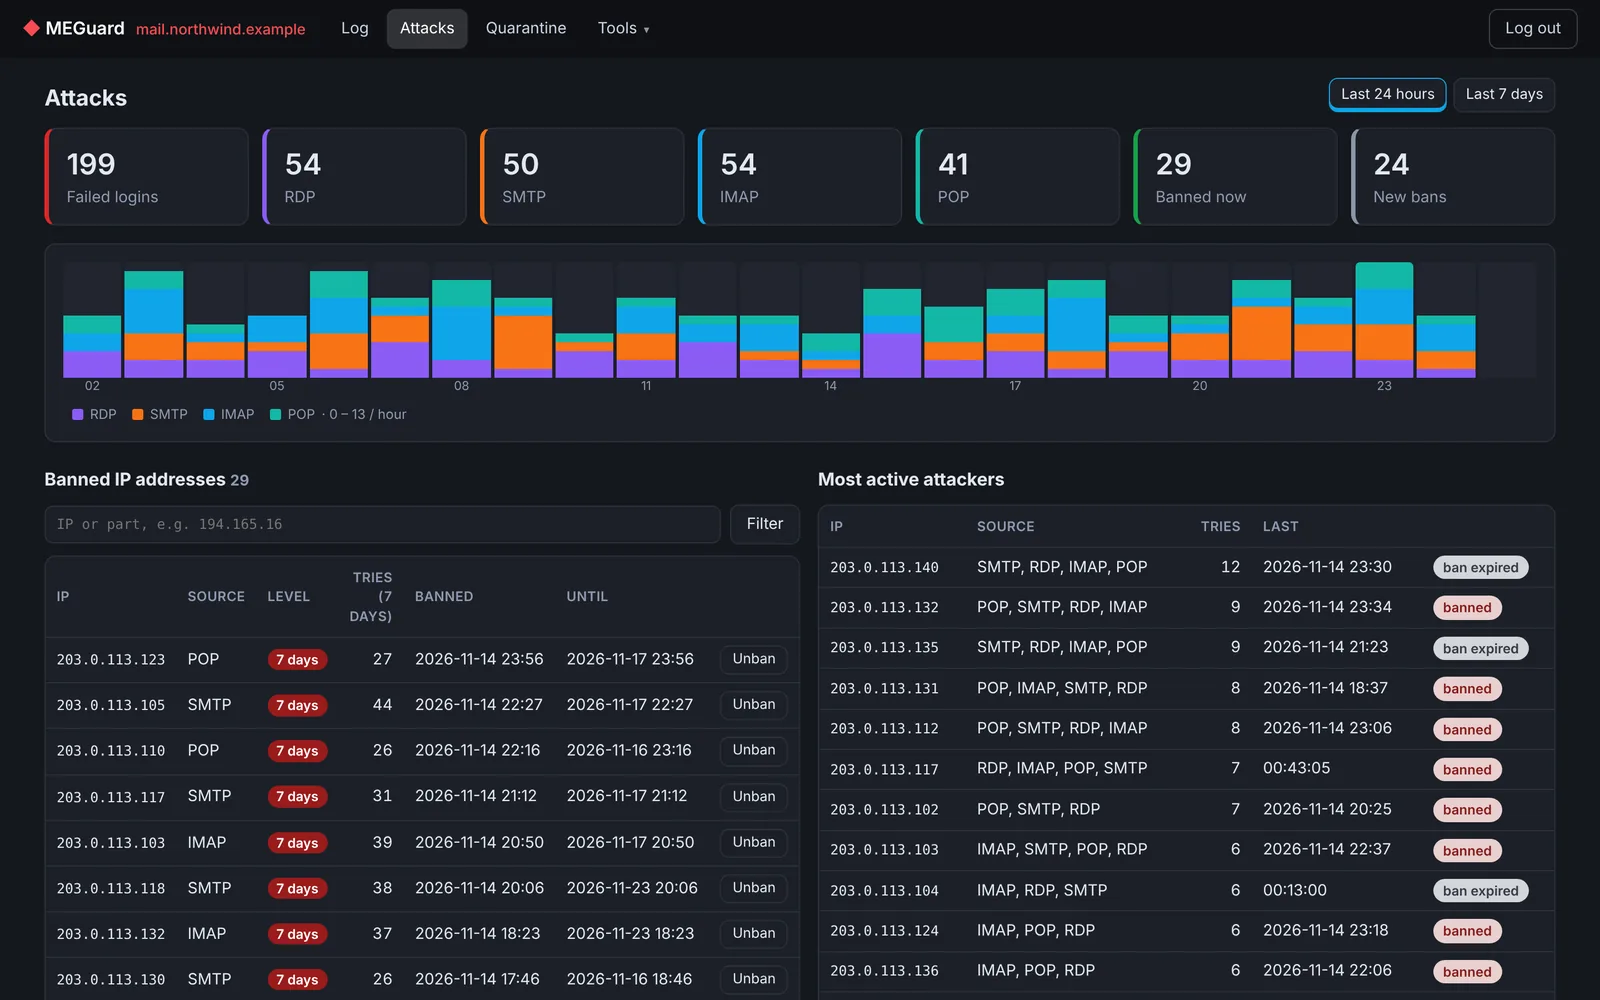 MEGuard mail.northwind.example Log Attacks Quarantine Tools ▾ Log out
Attacks Last 24 hours Last 7 days
199 54 50 54 41 29 24
Failed logins RDP SMTP IMAP POP Banned now New bans
02 05 08 11 14 17 20 23
RDP SMTP IMAP POP · 0 – 13 / hour
Banned IP addresses 29
IP or part, e.g. 194.165.16 Filter
IP SOURCE LEVEL TRIES (7 DAYS) BANNED UNTIL
203.0.113.123 POP 7 days 27 2026-11-14 23:56 2026-11-17 23:56 Unban
203.0.113.105 SMTP 7 days 44 2026-11-14 22:27 2026-11-17 22:27 Unban
203.0.113.110 POP 7 days 26 2026-11-14 22:16 2026-11-16 23:16 Unban
203.0.113.117 SMTP 7 days 31 2026-11-14 21:12 2026-11-17 21:12 Unban
203.0.113.103 IMAP 7 days 39 2026-11-14 20:50 2026-11-17 20:50 Unban
203.0.113.118 SMTP 7 days 38 2026-11-14 20:06 2026-11-23 20:06 Unban
203.0.113.132 IMAP 7 days 37 2026-11-14 18:23 2026-11-23 18:23 Unban
203.0.113.130 SMTP 7 days 26 2026-11-14 17:46 2026-11-16 18:46 Unban
Most active attackers
IP SOURCE TRIES LAST
203.0.113.140 SMTP, RDP, IMAP, POP 12 2026-11-14 23:30 ban expired
203.0.113.132 POP, SMTP, RDP, IMAP 9 2026-11-14 23:34 banned
203.0.113.135 SMTP, RDP, IMAP, POP 9 2026-11-14 21:23 ban expired
203.0.113.131 POP, IMAP, SMTP, RDP 8 2026-11-14 18:37 banned
203.0.113.112 POP, SMTP, RDP, IMAP 8 2026-11-14 23:06 banned
203.0.113.117 RDP, IMAP, POP, SMTP 7 00:43:05 banned
203.0.113.102 POP, SMTP, RDP 7 2026-11-14 20:25 banned
203.0.113.103 IMAP, SMTP, POP, RDP 6 2026-11-14 22:37 banned
203.0.113.104 IMAP, RDP, SMTP 6 00:13:00 ban expired
203.0.113.124 IMAP, POP, RDP 6 2026-11-14 23:18 banned
203.0.113.136 IMAP, POP, RDP 6 2026-11-14 22:06 banned